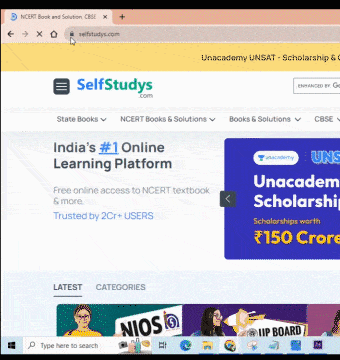 NCERT Book and Solution, CBSE
selfstudys.com
Unacademy UNSAT - Scholarship &
SelfStudys
.com
ENHANCED BY
State Books
NCERT Books & Solutions
Books & Solutions
CBSE
India's #1 Online
Learning Platform
Free online access to NCERT textbook
& more.
Trusted by 2Cr+ USERS
unacademy
UNS
Unacadem
Scholarshi
Scholarships worth
₹150 Crore
LATEST
CATEGORIES
NIOS
UP BOARD
Type here to search